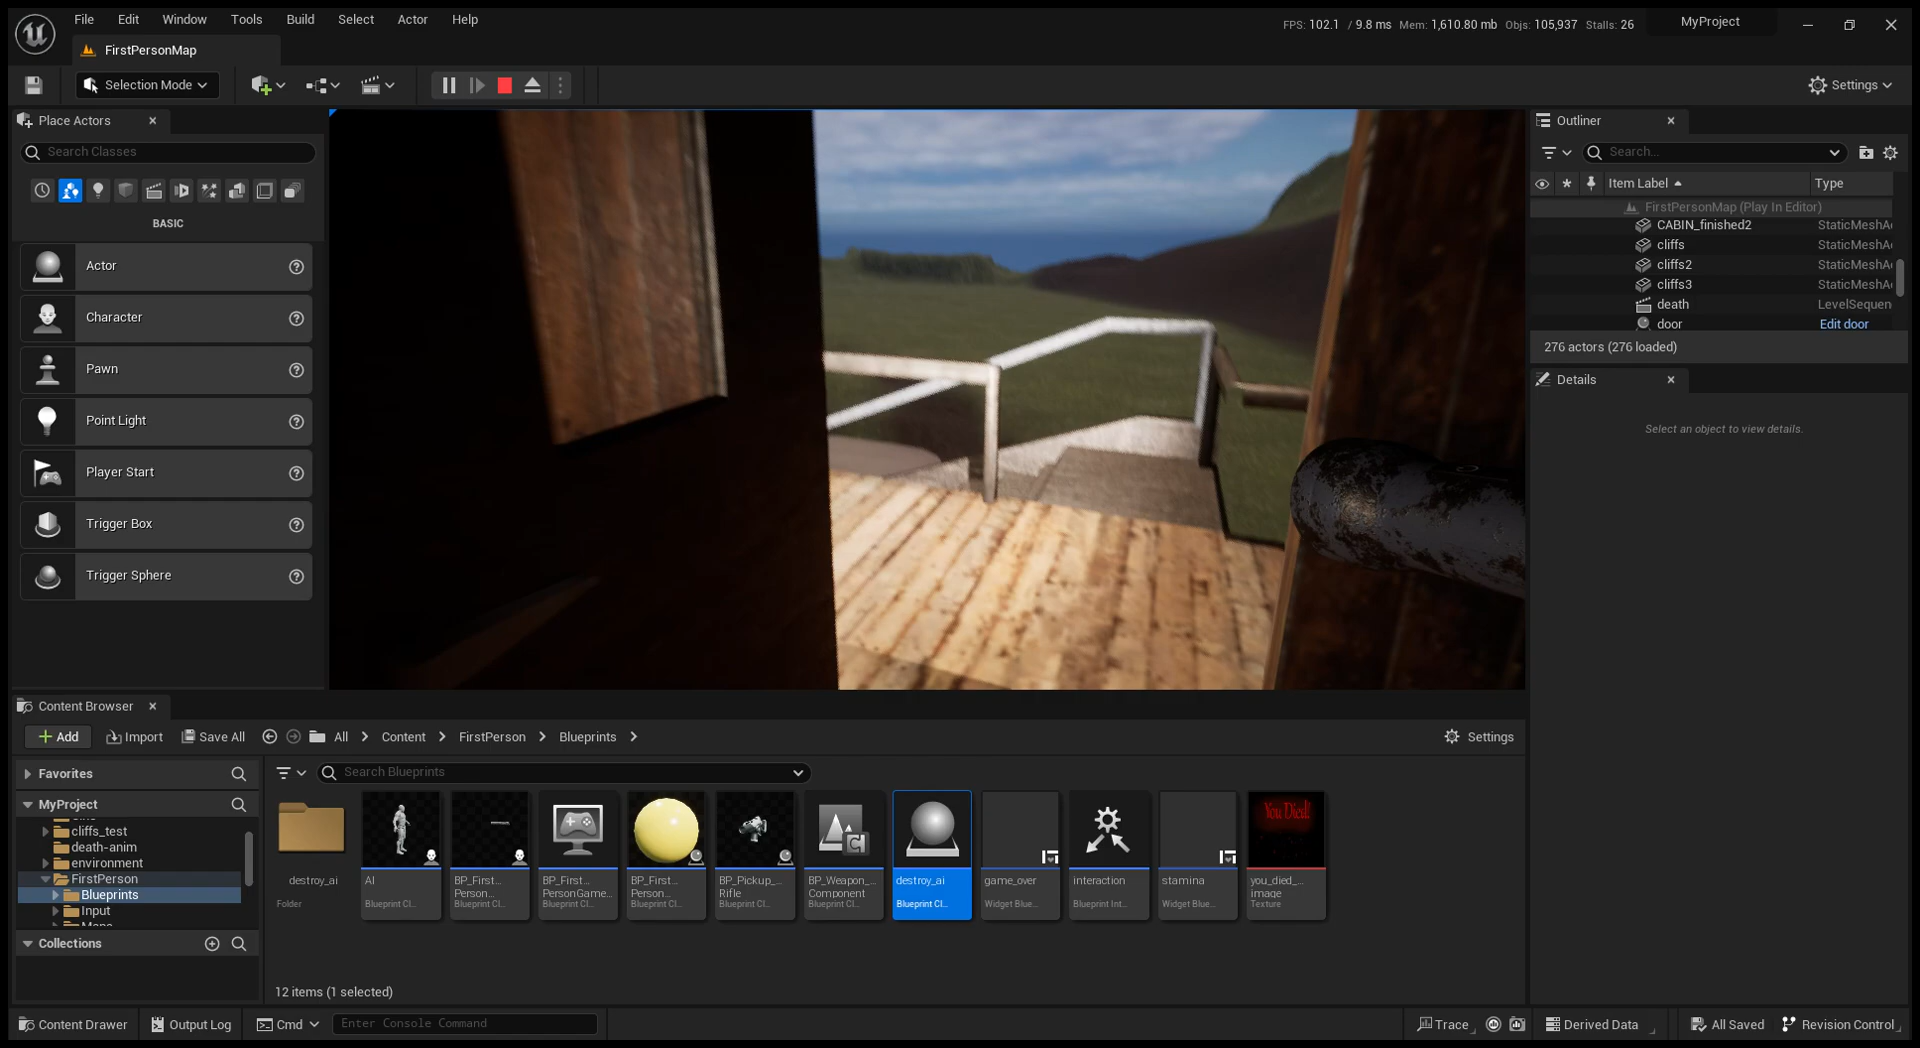 File Edit Window Tools Build Select Actor Help
FPS: 102.1 / 9.8 ms Mem: 1,610.80 mb Objs: 105,937 Stalls: 26
MyProject
FirstPersonMap
Selection Mode
Settings
Place Actors
Search Classes
BASIC
Actor
Character
Pawn
Point Light
Player Start
Trigger Box
Trigger Sphere
Outliner
Search...
Item Label Type
FirstPersonMap (Play In Editor)
CABIN_finished2 StaticMeshA
cliffs StaticMeshA
cliffs2 StaticMeshA
cliffs3 StaticMeshA
death LevelSequen
door Edit door
276 actors (276 loaded)
Details
Select an object to view details.
Content Browser
Add Import Save All All Content FirstPerson Blueprints Settings
Favorites
MyProject
cliffs_test
death-anim
environment
FirstPerson
Blueprints
Input
Collections
Search Blueprints
destroy_ai
Folder
AI
Blueprint Cl...
BP_First...
Person...
Blueprint Cl...
BP_First...
PersonGame...
Blueprint Cl...
BP_First...
Person...
Blueprint Cl...
BP_Pickup_...
Rifle
Blueprint Cl...
BP_Weapon_...
Component
Blueprint Cl...
destroy_ai
Blueprint Cl...
game_over
Widget Blue...
interaction
Blueprint Int...
stamina
Widget Blue...
You Died!
you_died_...
image
Texture
12 items (1 selected)
Content Drawer Output Log Cmd Enter Console Command
Trace Derived Data All Saved Revision Control